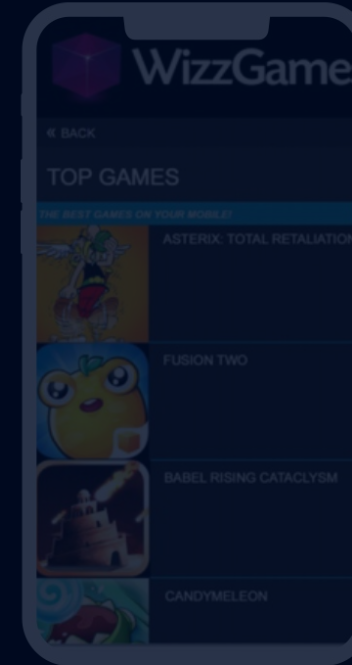 WizzGame
« BACK
TOP GAMES
THE BEST GAMES ON YOUR MOBILE!
ASTERIX: TOTAL RETALIATION
FUSION TWO
BABEL RISING CATACLYSM
CANDYMELEON